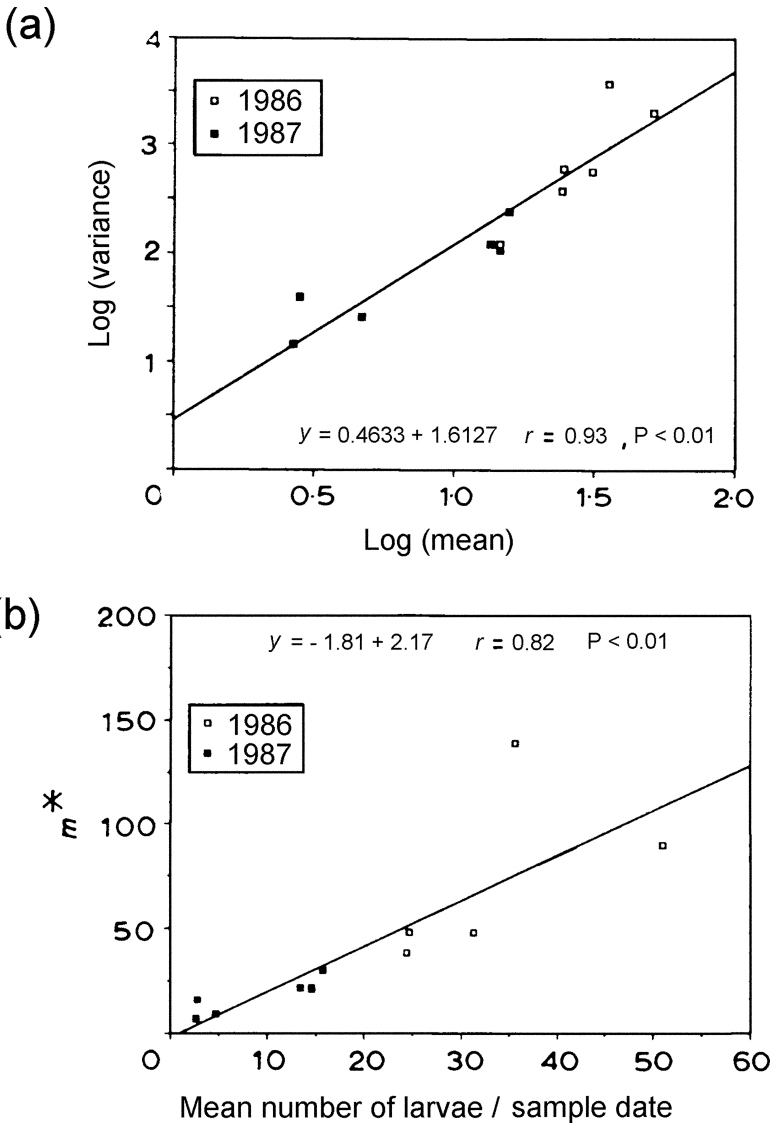 (a)
4
3
2
1
0
Log (variance)
1986
1987
y = 0.4633 + 1.6127 r = 0.93 , P < 0.01
0.5 1.0 1.5 2.0
Log (mean)
(b)
200
150
100
50
0
m*
y = - 1.81 + 2.17 r = 0.82 P < 0.01
1986
1987
10 20 30 40 50 60
Mean number of larvae / sample date